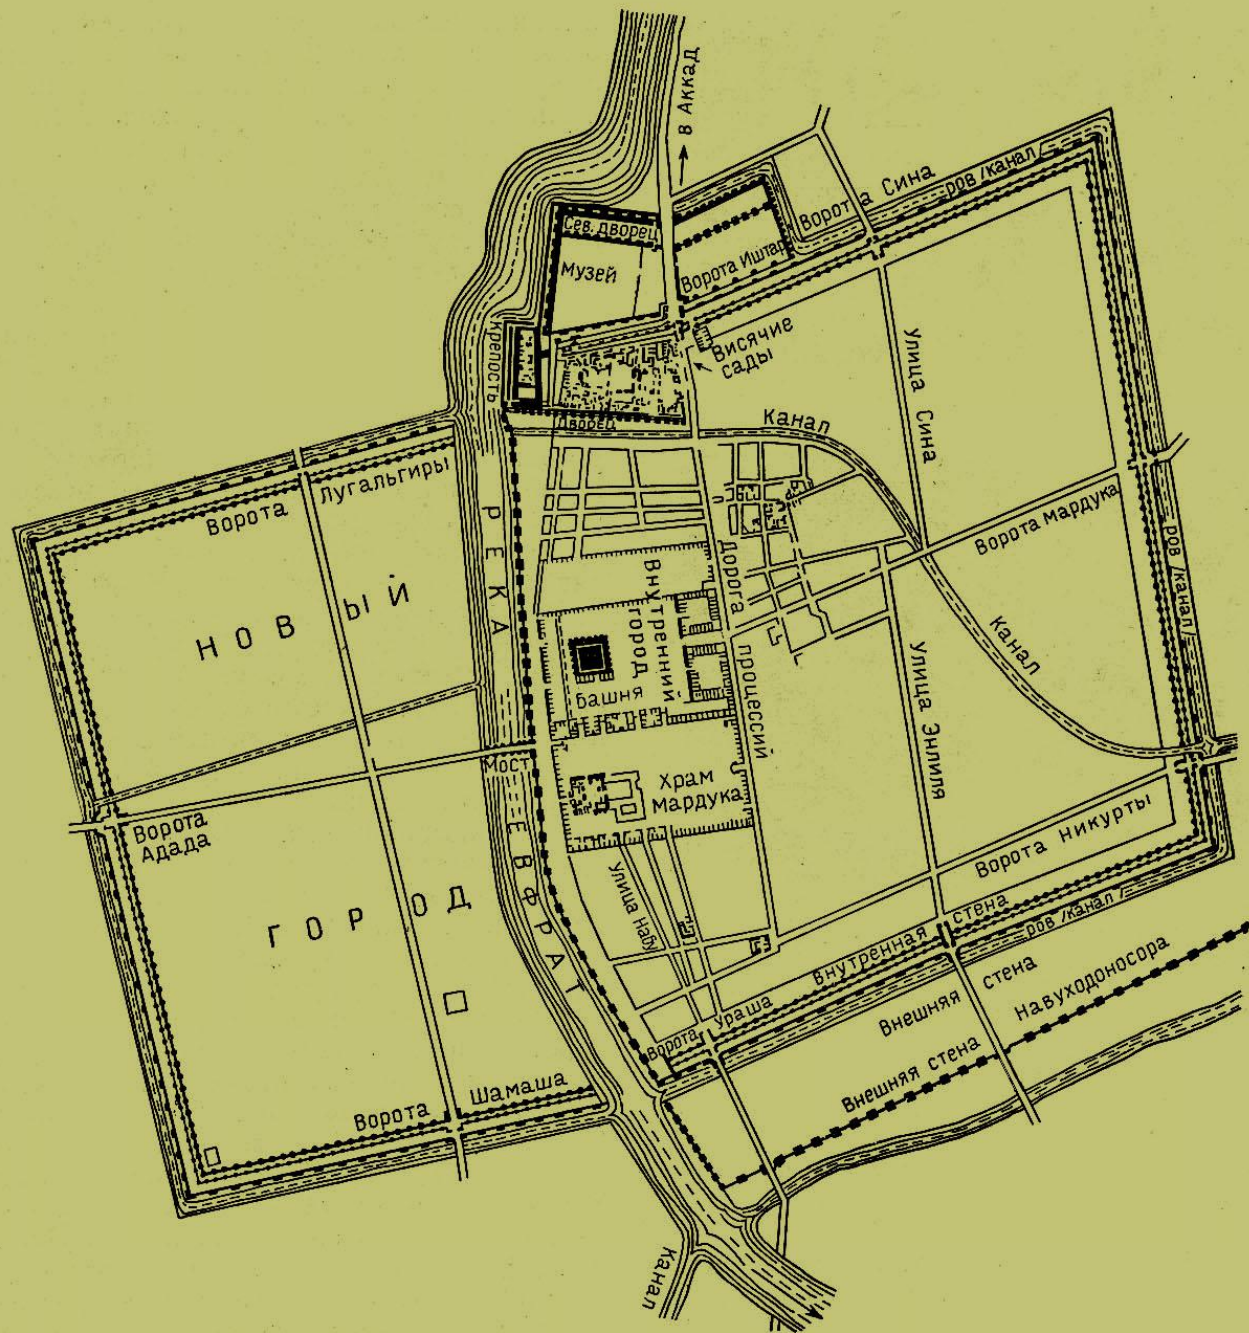 в Аккад
Ворота Сина
ров /канал/
Сев. дворец
Музей
Ворота Иштар
Крепость
Висячие
сады
Дворец
Канал
Улица Сина
Ворота Лугальгиры
Ворота Мардука
ров /канал/
НОВЫЙ
РЕКА
Дорога
процессий
Внутренний
город
башня
Канал
Улица Энлиля
Мост
Храм
Мардука
Ворота
Адада
ЕВФРАТ
ГОРОД
Улица Набу
Ворота Никурты
Внутренная стена
ров /канал/
Ворота Ураша
Внешняя стена
Внешняя стена Навуходоносора
Ворота Шамаша
Канал